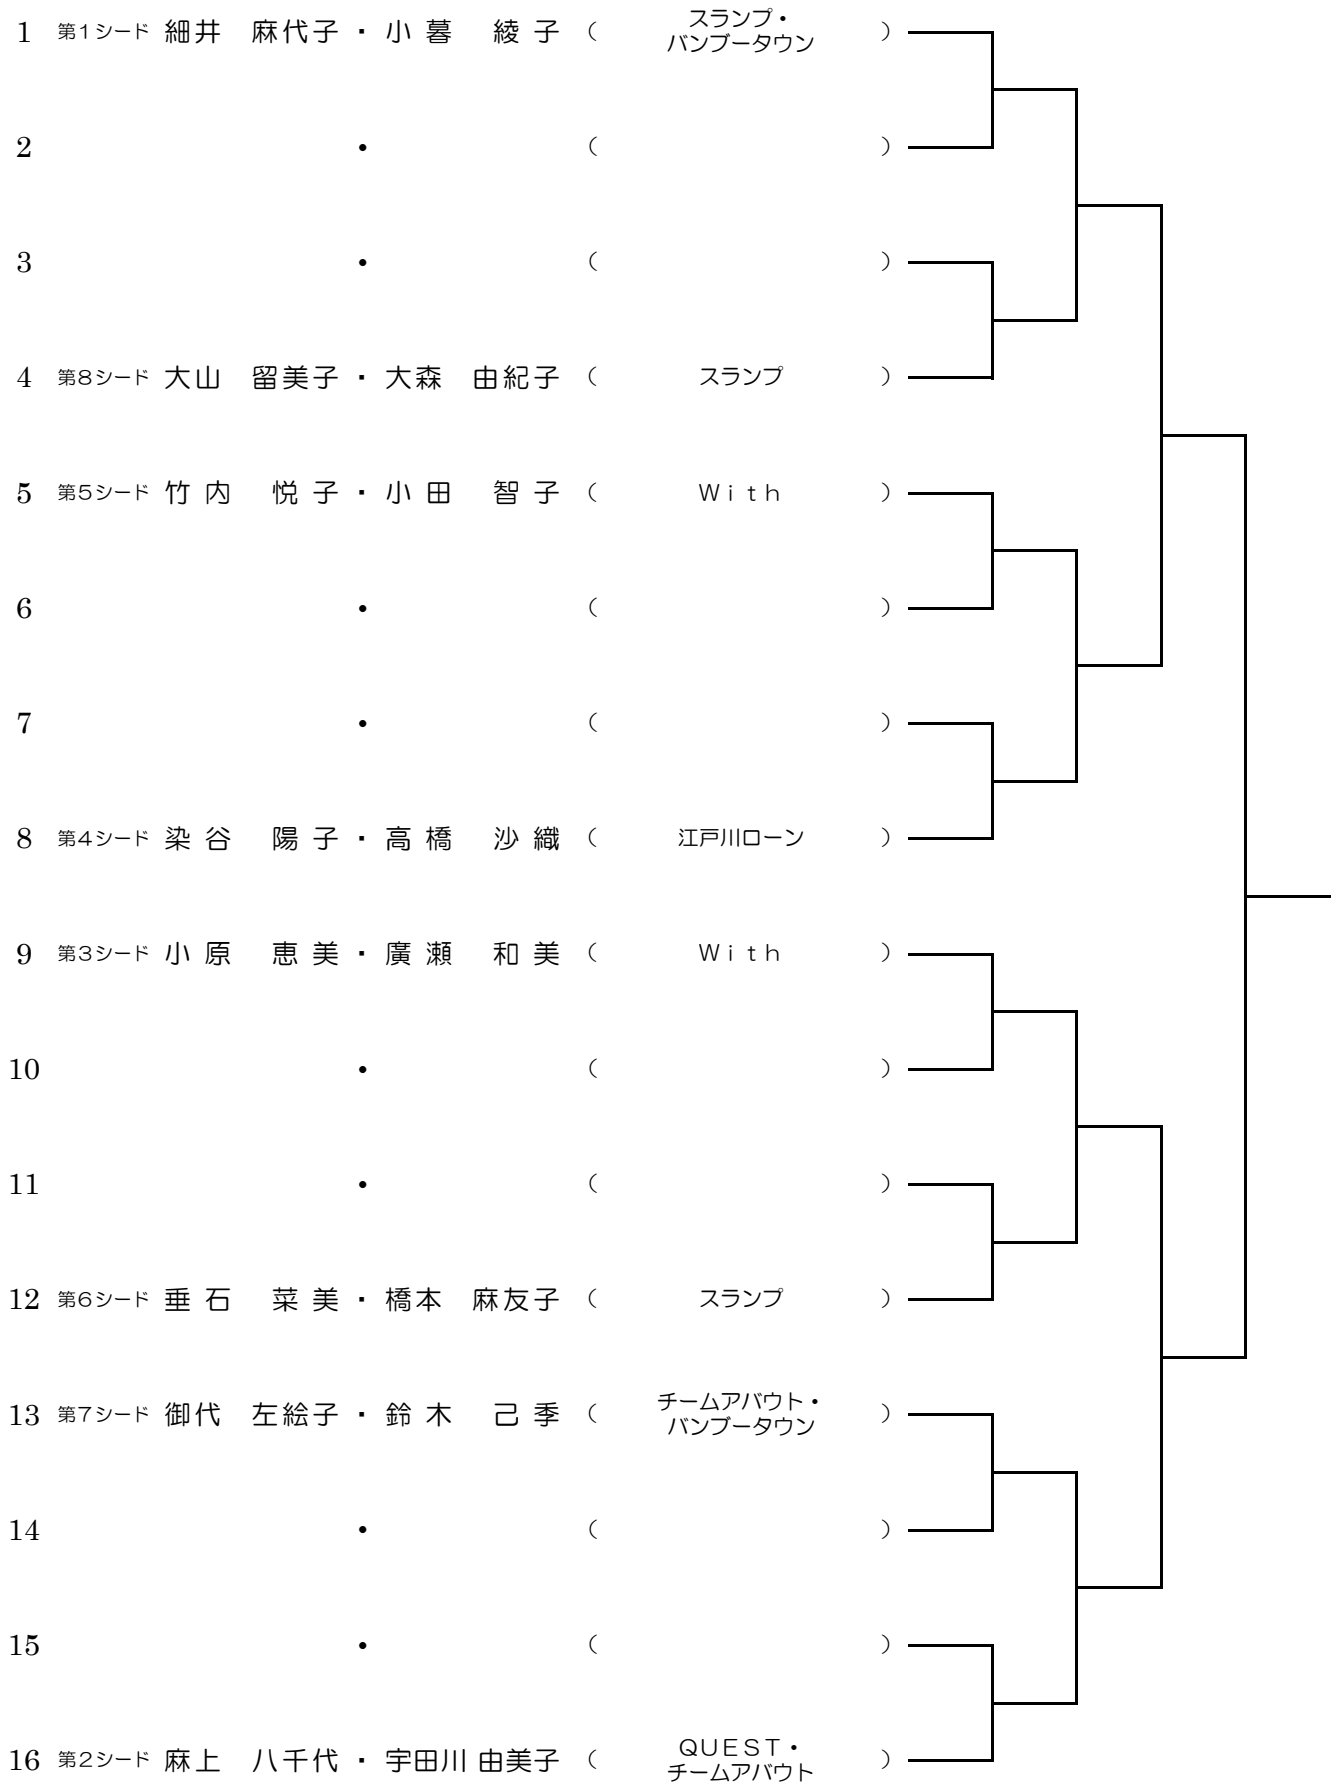 1 第1シード 細井 麻代子・小暮 綾子 ( スランプ・バンブータウン )
2 ・ ( )
3 ・ ( )
4 第8シード 大山 留美子・大森 由紀子 ( スランプ )
5 第5シード 竹内 悦子・小田 智子 ( With )
6 ・ ( )
7 ・ ( )
8 第4シード 染谷 陽子・高橋 沙織 ( 江戸川ローン )
9 第3シード 小原 恵美・廣瀬 和美 ( With )
10 ・ ( )
11 ・ ( )
12 第6シード 垂石 菜美・橋本 麻友子 ( スランプ )
13 第7シード 御代 左絵子・鈴木 己季 ( チームアバウト・バンブータウン )
14 ・ ( )
15 ・ ( )
16 第2シード 麻上 八千代・宇田川 由美子 ( QUEST・チームアバウト )